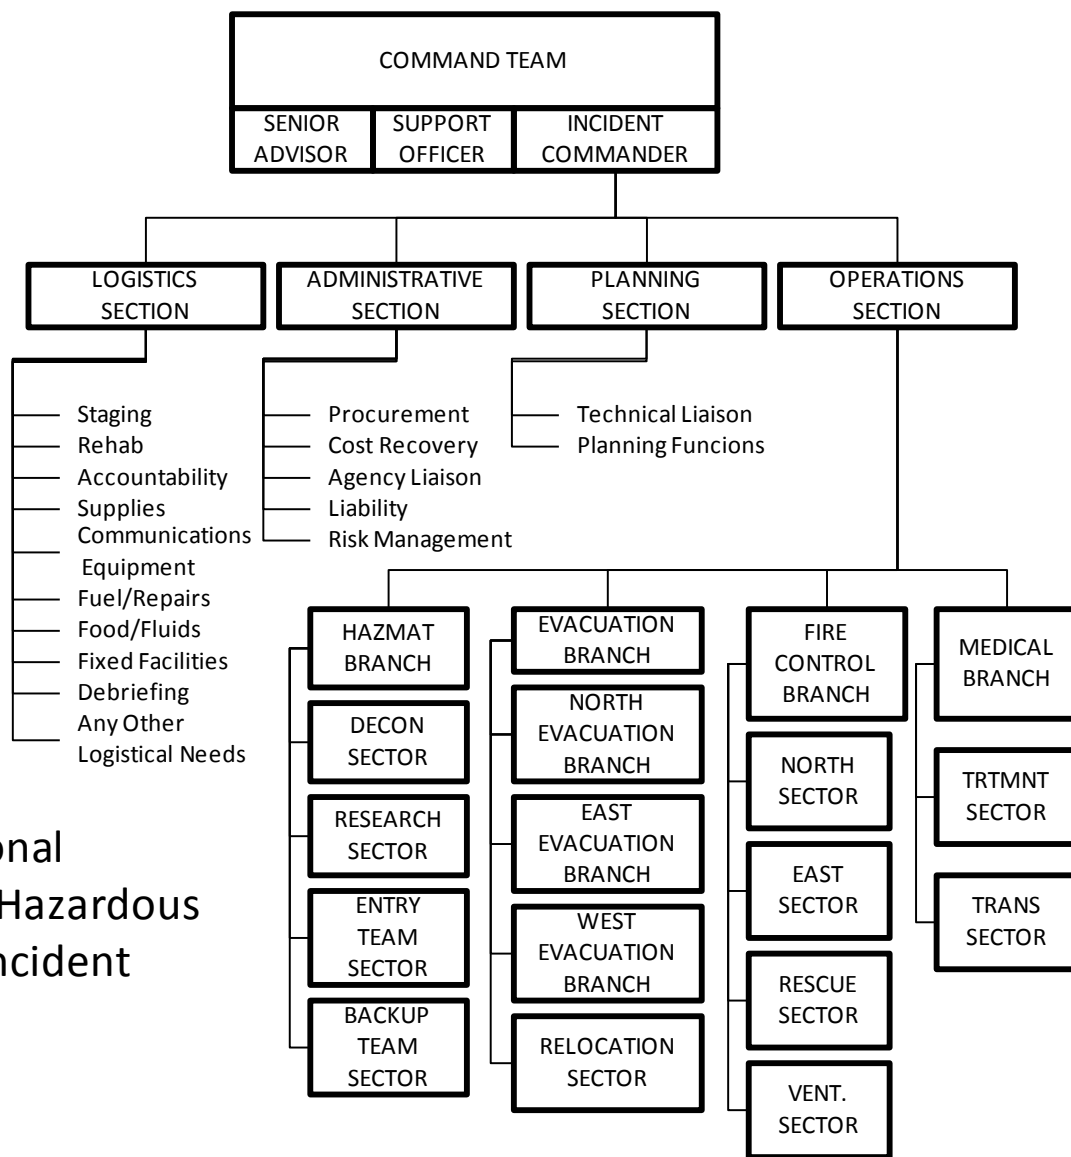 COMMAND TEAM
SENIOR
ADVISOR
SUPPORT
OFFICER
INCIDENT
COMMANDER
LOGISTICS
SECTION
ADMINISTRATIVE
SECTION
PLANNING
SECTION
OPERATIONS
SECTION
Staging
Rehab
Accountability
Supplies
Communications
Equipment
Fuel/Repairs
Food/Fluids
Fixed Facilities
Debriefing
Any Other
Logistical Needs
Procurement
Cost Recovery
Agency Liaison
Liability
Risk Management
Technical Liaison
Planning Funcions
HAZMAT
BRANCH
DECON
SECTOR
RESEARCH
SECTOR
ENTRY
TEAM
SECTOR
BACKUP
TEAM
SECTOR
EVACUATION
BRANCH
NORTH
EVACUATION
BRANCH
EAST
EVACUATION
BRANCH
WEST
EVACUATION
BRANCH
RELOCATION
SECTOR
FIRE
CONTROL
BRANCH
NORTH
SECTOR
EAST
SECTOR
RESCUE
SECTOR
VENT.
SECTOR
MEDICAL
BRANCH
TRTMNT
SECTOR
TRANS
SECTOR
onal
Hazardous
ncident